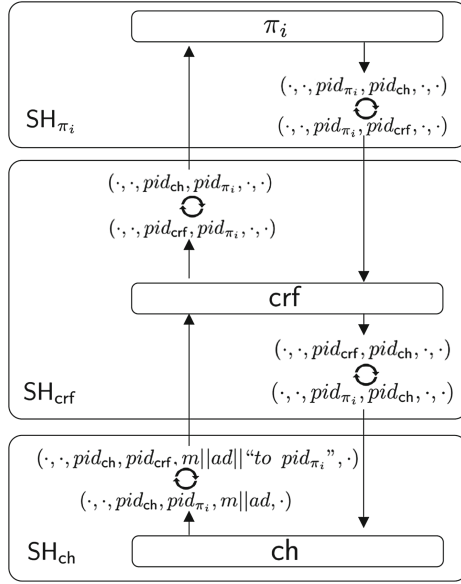 π_i
(·, ·, pid_{π_i}, pid_ch, ·, ·)
(·, ·, pid_{π_i}, pid_crf, ·, ·)
SH_{π_i}
(·, ·, pid_ch, pid_{π_i}, ·, ·)
(·, ·, pid_crf, pid_{π_i}, ·, ·)
crf
(·, ·, pid_crf, pid_ch, ·, ·)
(·, ·, pid_{π_i}, pid_ch, ·, ·)
SH_crf
(·, ·, pid_ch, pid_crf, m||ad||“to pid_{π_i}”, ·)
(·, ·, pid_ch, pid_{π_i}, m||ad, ·)
SH_ch
ch